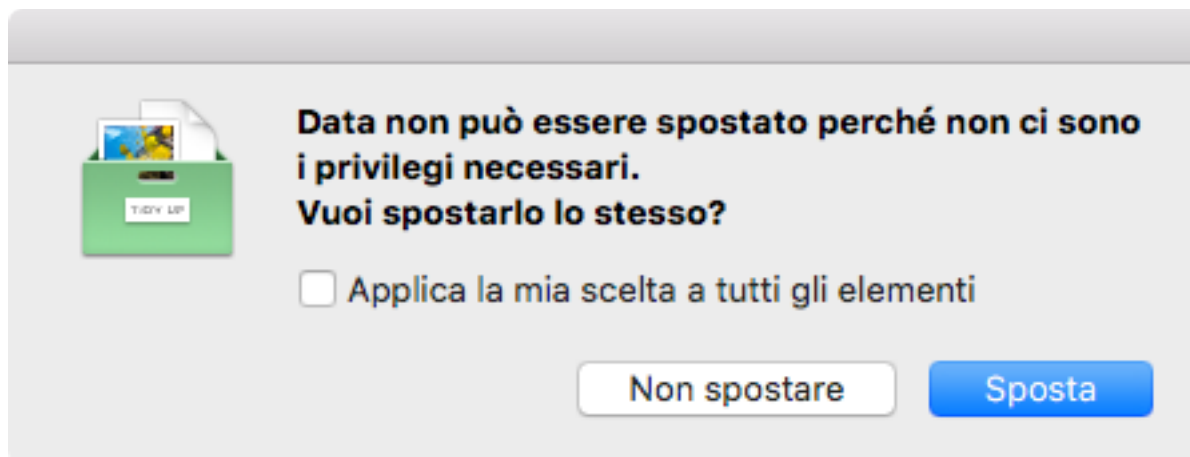 Data non può essere spostato perché non ci sono
i privilegi necessari.
Vuoi spostarlo lo stesso?
TIDY UP
Applica la mia scelta a tutti gli elementi
Non spostare
Sposta